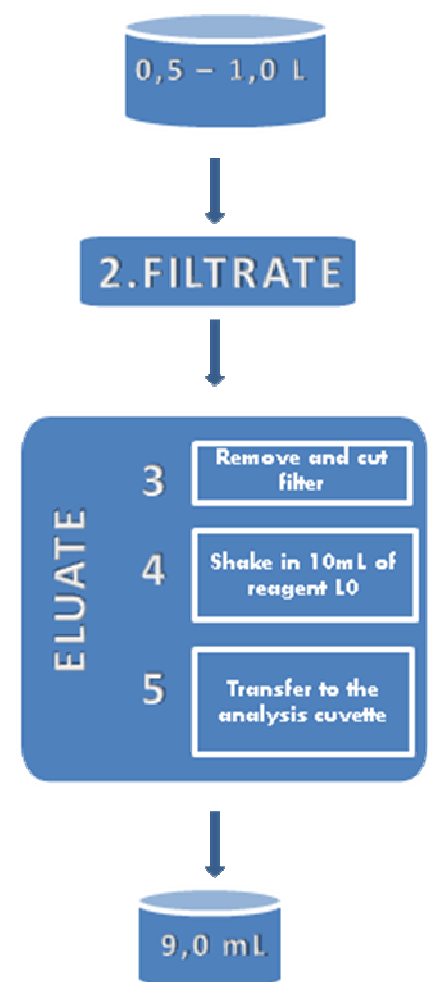 0,5 – 1,0 L
2.FILTRATE
ELUATE
3
Remove and cut
filter
4
Shake in 10mL of
reagent L0
5
Transfer to the
analysis cuvette
9,0 mL